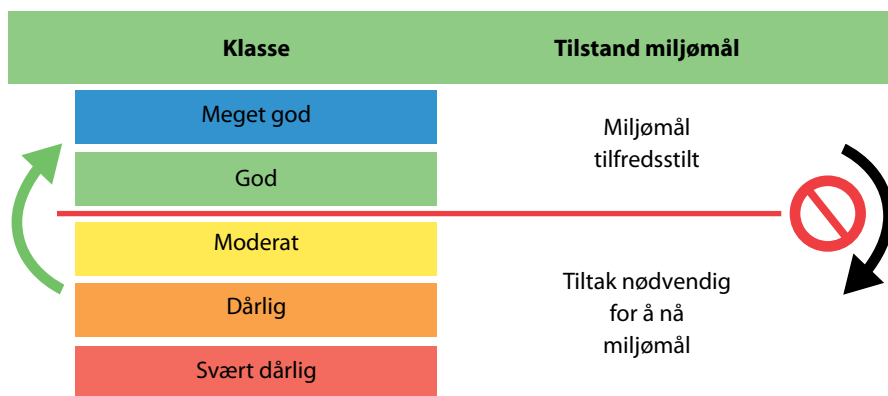 Klasse
Tilstand miljømål
Meget god
God
Moderat
Dårlig
Svært dårlig
Miljømål
tilfredsstilt
Tiltak nødvendig
for å nå
miljømål